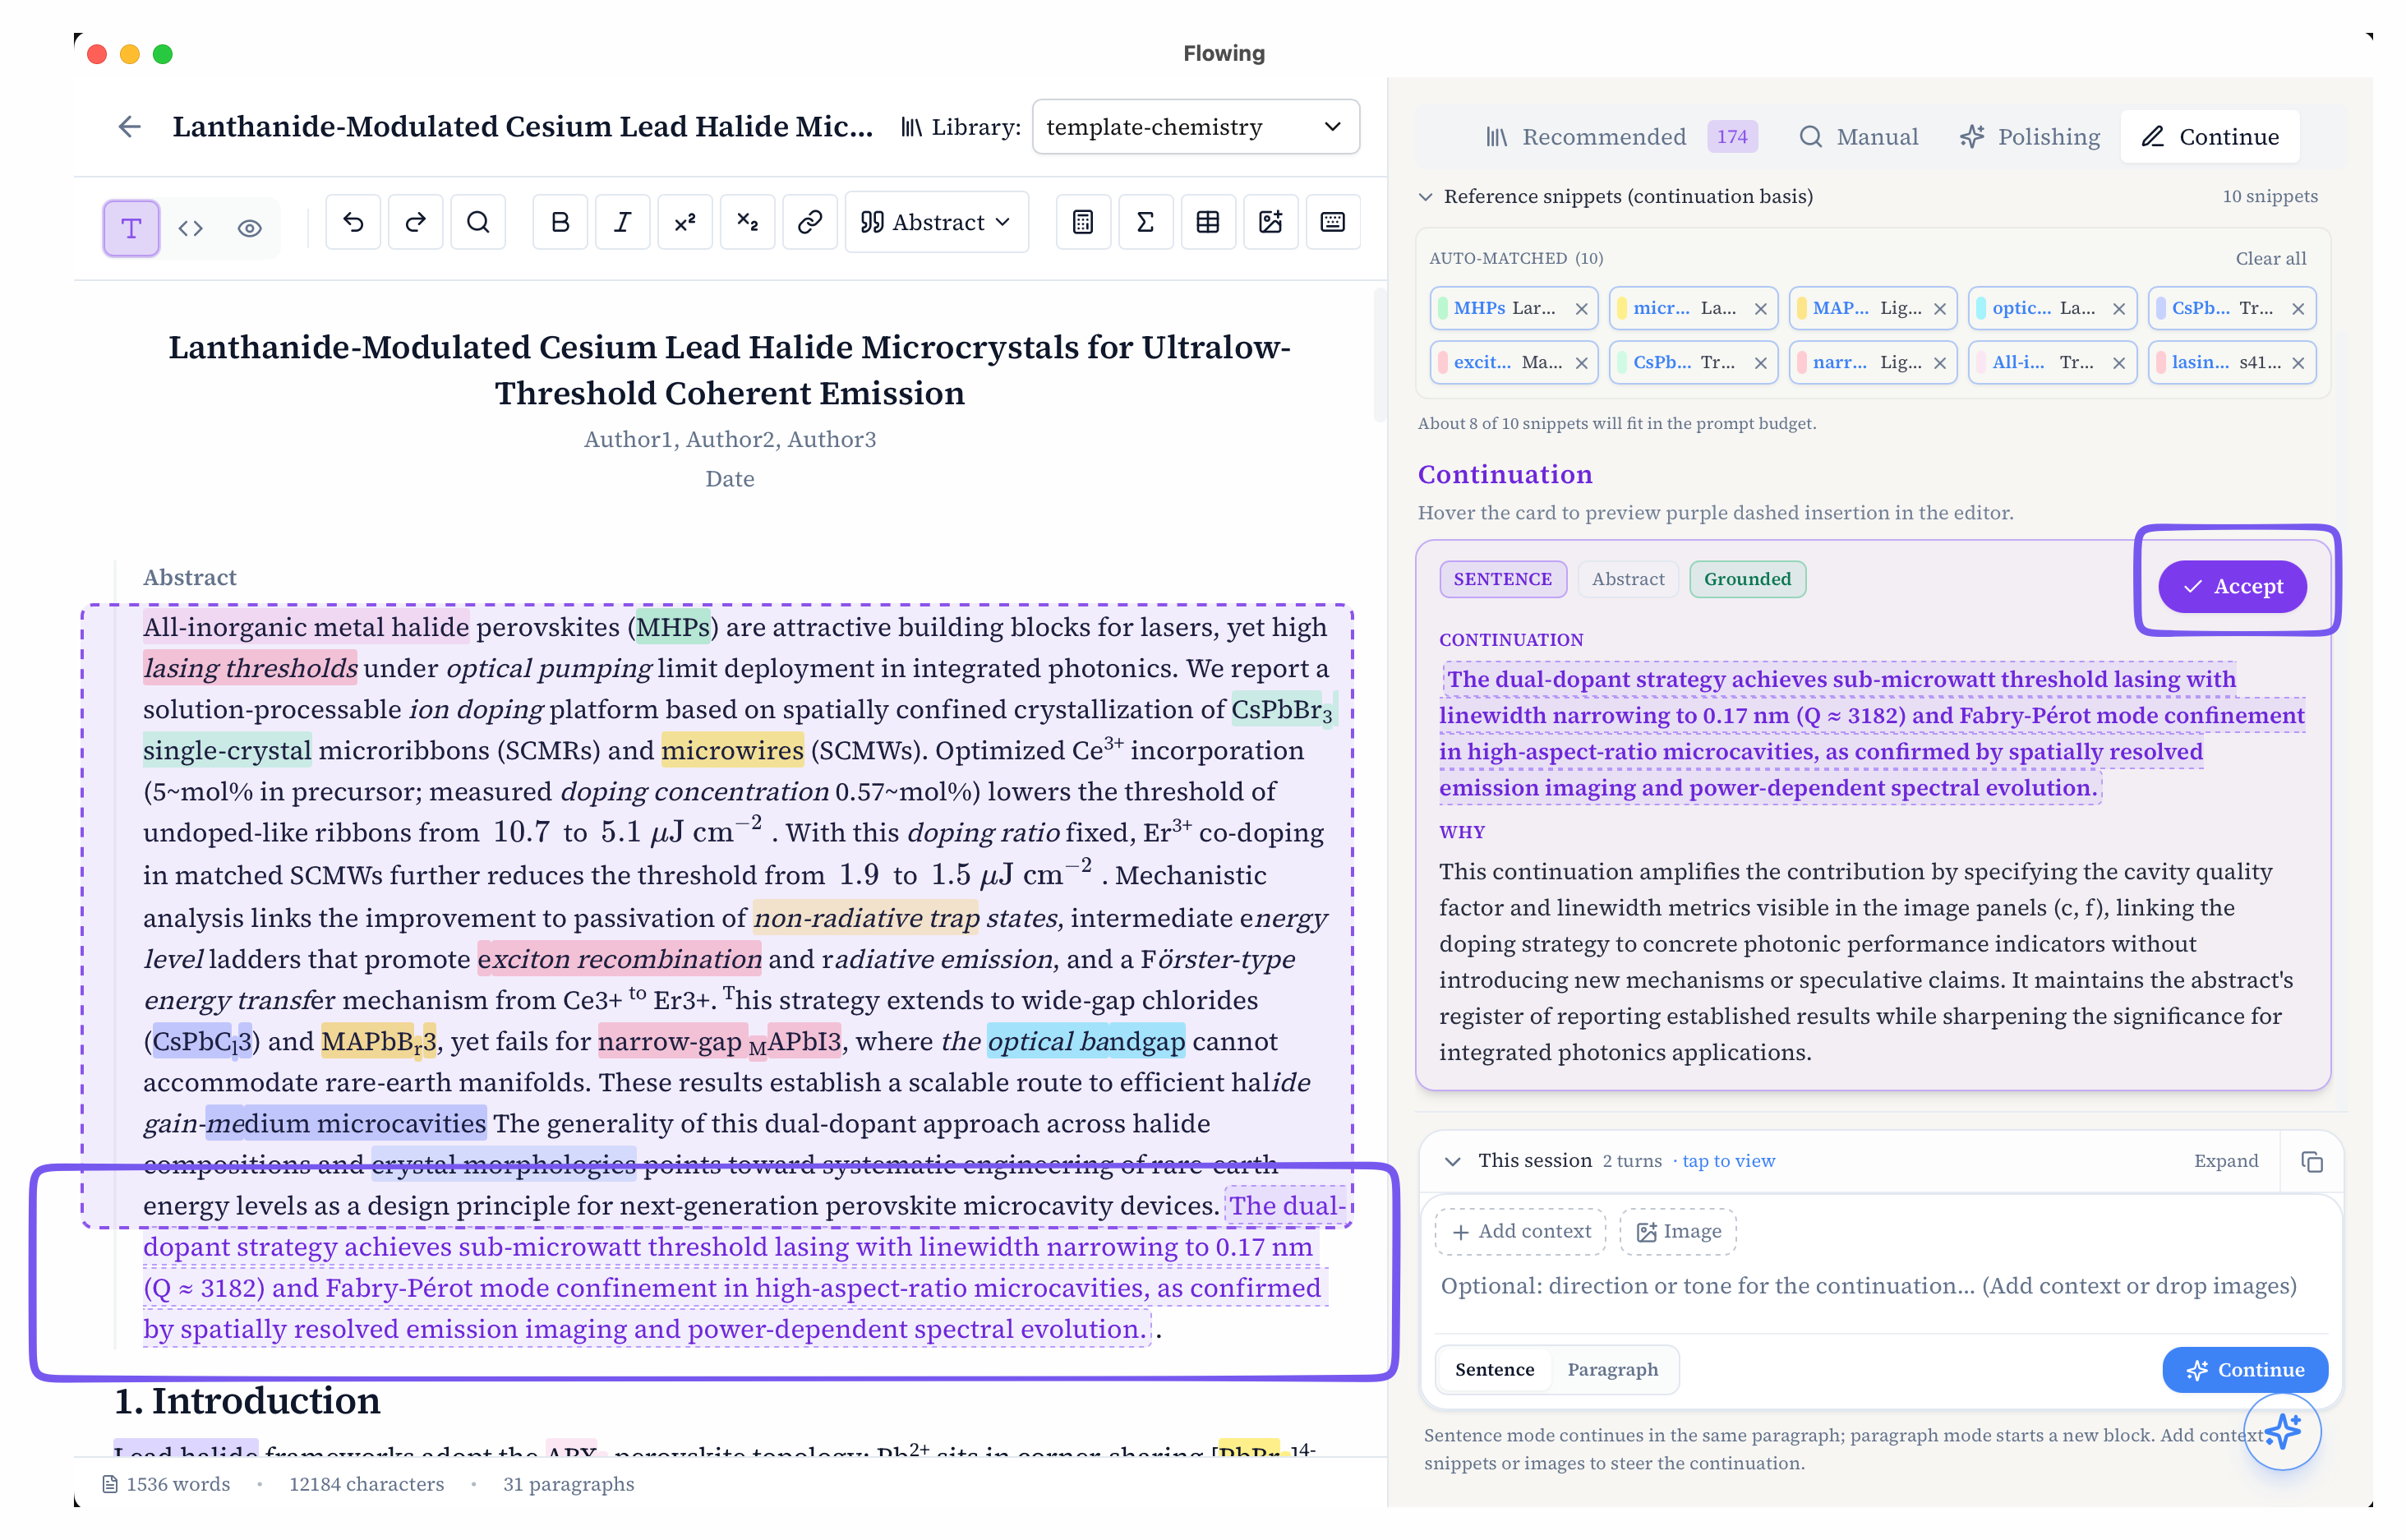 Flowing
Lanthanide-Modulated Cesium Lead Halide Mic...
Library:
template-chemistry
Abstract
Lanthanide-Modulated Cesium Lead Halide Microcrystals for Ultralow-
Threshold Coherent Emission
Author1, Author2, Author3
Date
Abstract
All-inorganic metal halide perovskites (MHPs) are attractive building blocks for lasers, yet high
lasing thresholds under optical pumping limit deployment in integrated photonics. We report a
solution-processable ion doping platform based on spatially confined crystallization of CsPbBr₃
single-crystal microribbons (SCMRs) and microwires (SCMWs). Optimized Ce³⁺ incorporation
(5~mol% in precursor; measured doping concentration 0.57~mol%) lowers the threshold of
undoped-like ribbons from 10.7 to 5.1 μJ cm⁻² . With this doping ratio fixed, Er³⁺ co-doping
in matched SCMWs further reduces the threshold from 1.9 to 1.5 μJ cm⁻² . Mechanistic
analysis links the improvement to passivation of non-radiative trap states, intermediate energy
level ladders that promote exciton recombination and radiative emission, and a Förster-type
energy transfer mechanism from Ce3+ to Er3+. This strategy extends to wide-gap chlorides
(CsPbCl3) and MAPbBr3, yet fails for narrow-gap MAPbI3, where the optical bandgap cannot
accommodate rare-earth manifolds. These results establish a scalable route to efficient halide
gain-medium microcavities The generality of this dual-dopant approach across halide
compositions and crystal morphologies points toward systematic engineering of rare-earth
energy levels as a design principle for next-generation perovskite microcavity devices. The dual-
dopant strategy achieves sub-microwatt threshold lasing with linewidth narrowing to 0.17 nm
(Q ≈ 3182) and Fabry-Pérot mode confinement in high-aspect-ratio microcavities, as confirmed
by spatially resolved emission imaging and power-dependent spectral evolution. .
1. Introduction
Lead halide frameworks adopt the APX perovskite topology: Pb²⁺ sits in corner-sharing [PbBr ]⁴⁻
1536 words • 12184 characters • 31 paragraphs
Recommended 174
Manual
Polishing
Continue
Reference snippets (continuation basis)
10 snippets
AUTO-MATCHED (10)
Clear all
MHPs Lar...
micr... La...
MAP... Lig...
optic... La...
CsPb... Tr...
excit... Ma...
CsPb... Tr...
narr... Lig...
All-i... Tr...
lasin... s41...
About 8 of 10 snippets will fit in the prompt budget.
Continuation
Hover the card to preview purple dashed insertion in the editor.
SENTENCE
Abstract
Grounded
Accept
CONTINUATION
The dual-dopant strategy achieves sub-microwatt threshold lasing with
linewidth narrowing to 0.17 nm (Q ≈ 3182) and Fabry-Pérot mode confinement
in high-aspect-ratio microcavities, as confirmed by spatially resolved
emission imaging and power-dependent spectral evolution.
WHY
This continuation amplifies the contribution by specifying the cavity quality
factor and linewidth metrics visible in the image panels (c, f), linking the
doping strategy to concrete photonic performance indicators without
introducing new mechanisms or speculative claims. It maintains the abstract's
register of reporting established results while sharpening the significance for
integrated photonics applications.
This session 2 turns · tap to view
Expand
Add context
Image
Optional: direction or tone for the continuation... (Add context or drop images)
Sentence
Paragraph
Continue
Sentence mode continues in the same paragraph; paragraph mode starts a new block. Add context
snippets or images to steer the continuation.